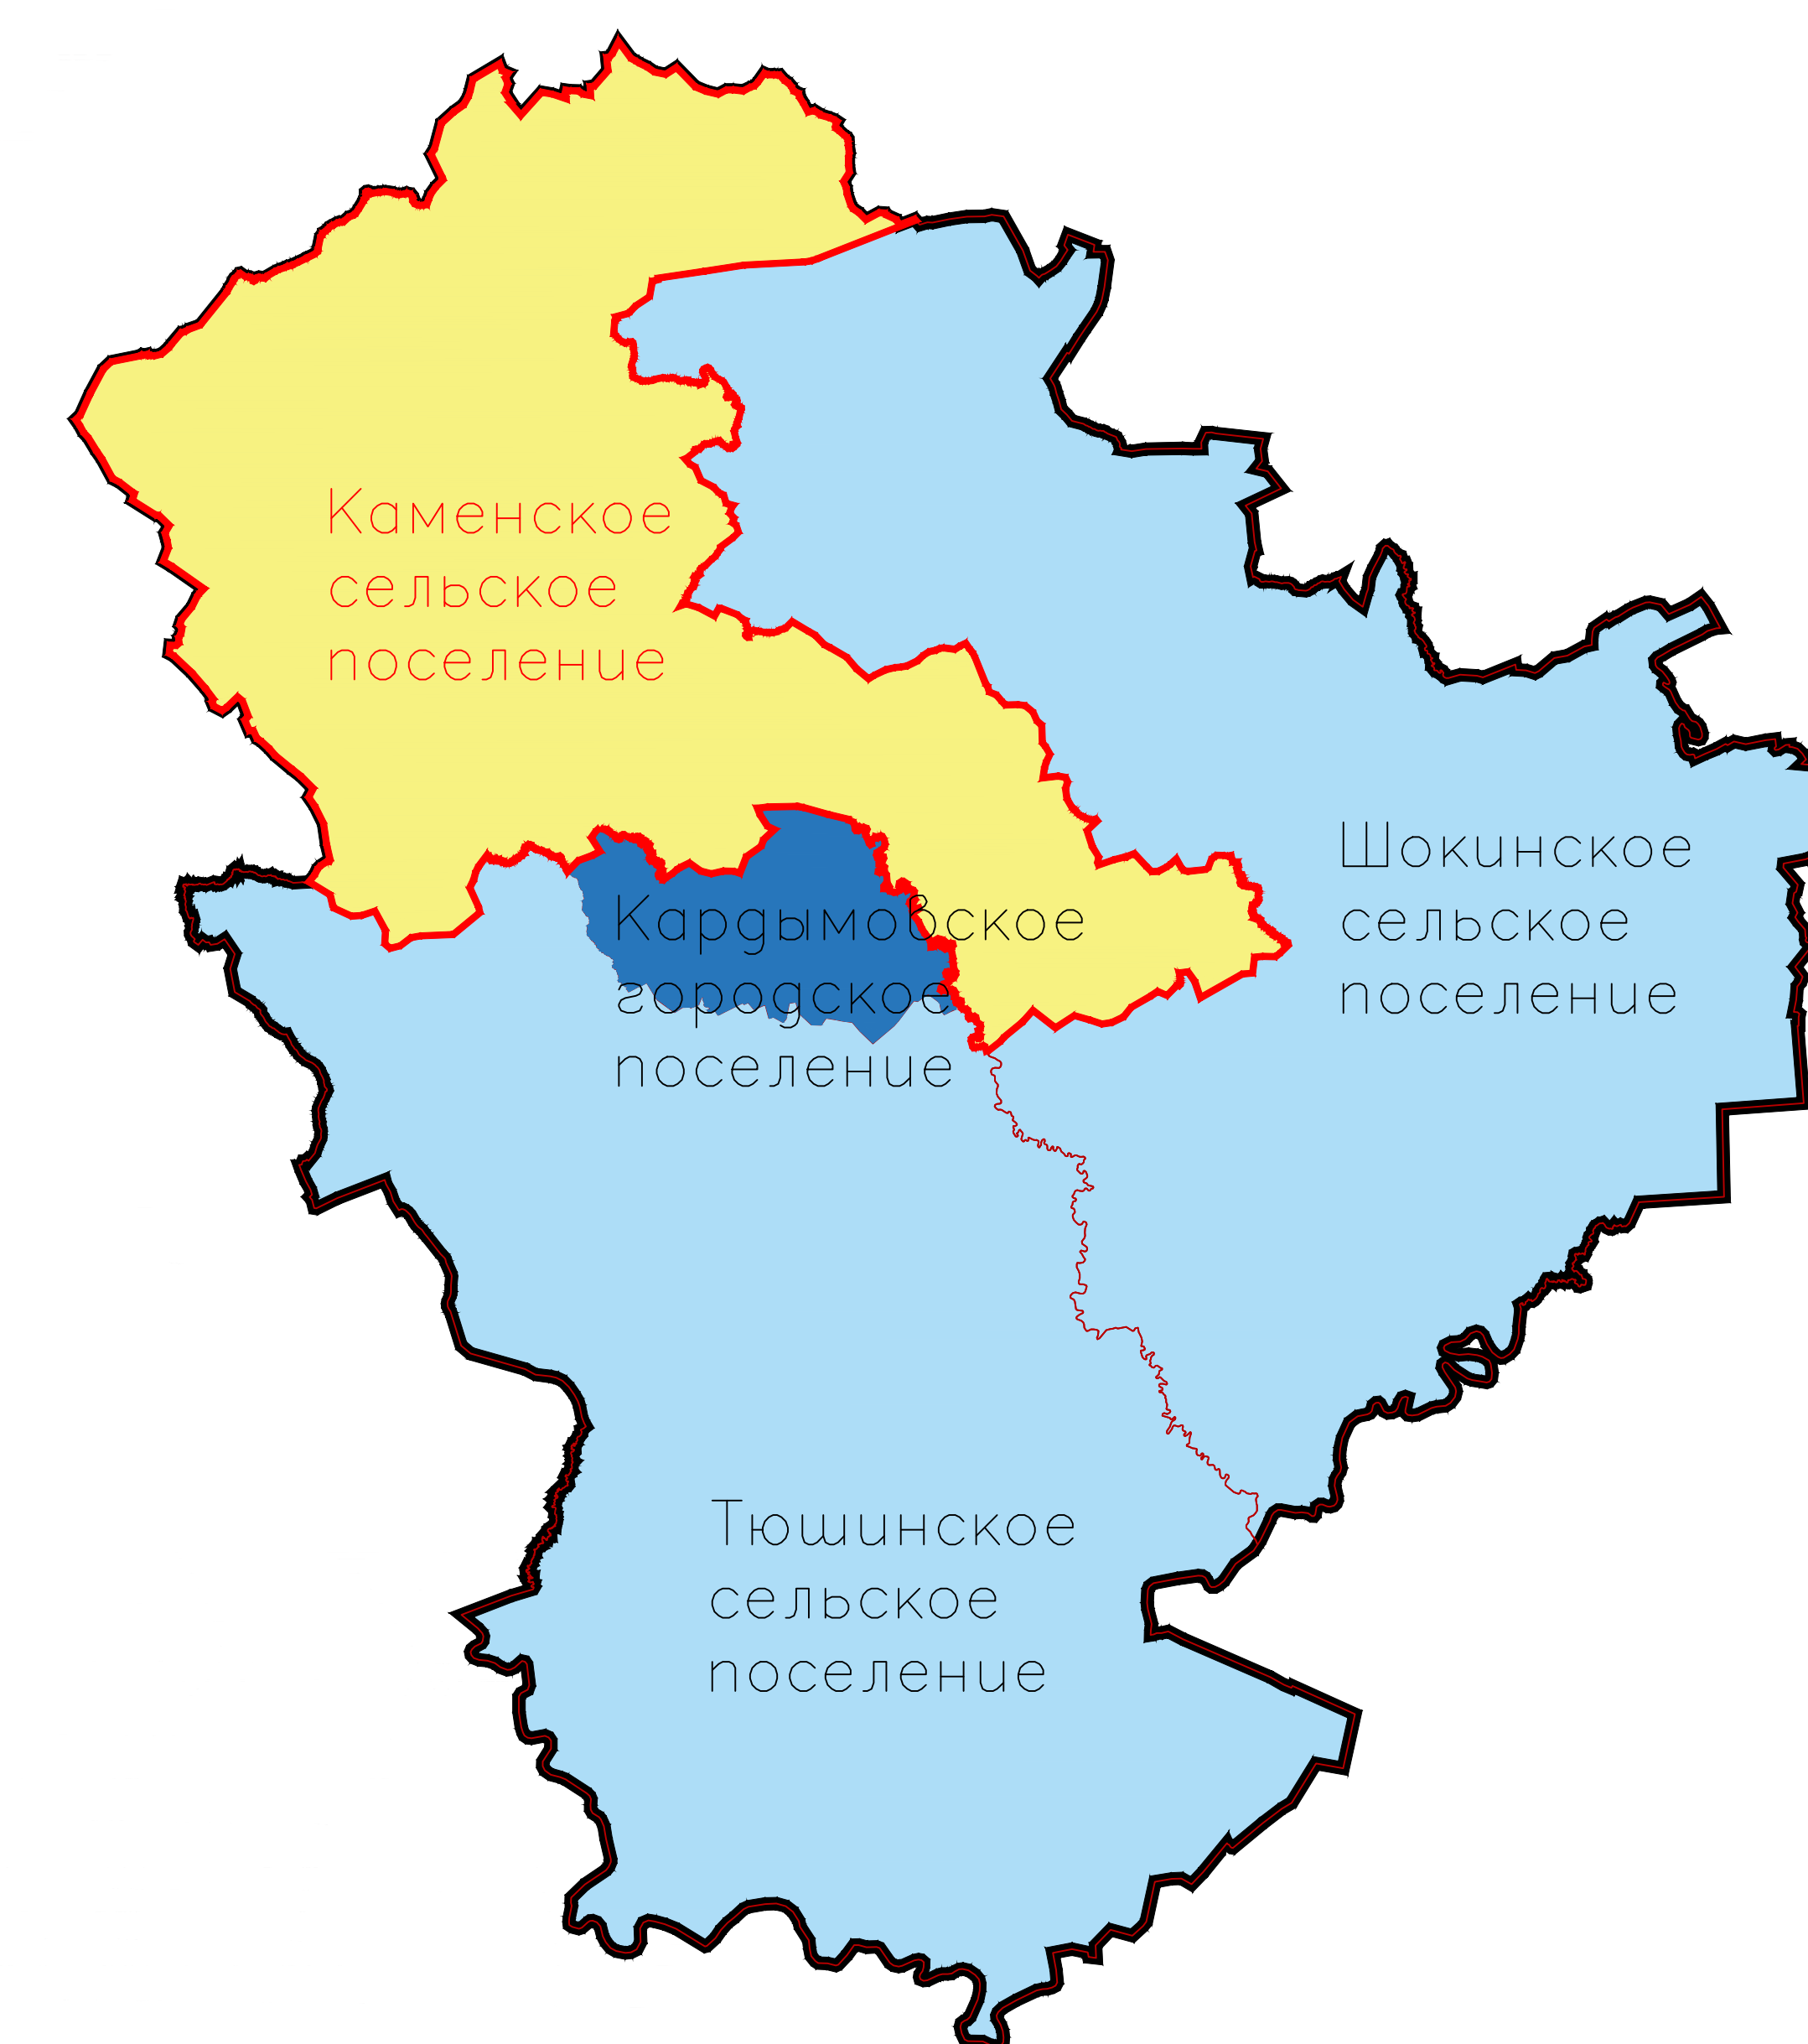 Каменское
сельское
поселение
Шокинское
сельское
поселение
Кардымовское
городское
поселение
Тюшинское
сельское
поселение